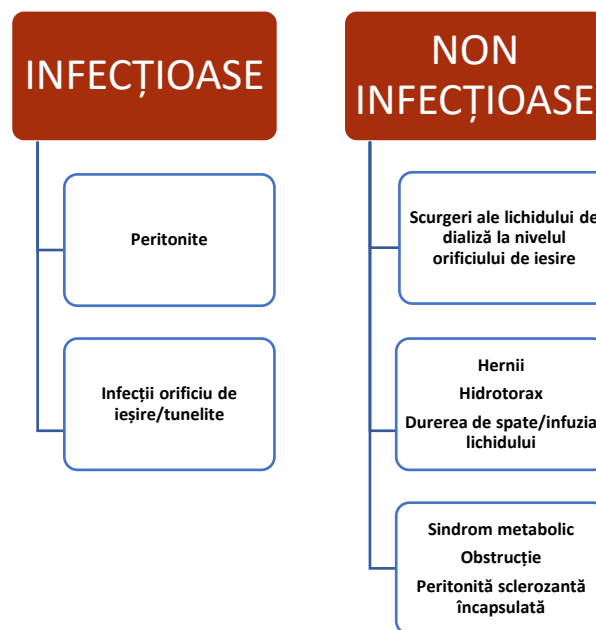 INFECȚIOASE
Peritonite
Infecții orificiu de
ieșire/tunelite
NON
INFECȚIOASE
Scurgeri ale lichidului de
dializă la nivelul
orificiului de iesire
Hernii
Hidrotorax
Durerea de spate/infuzia
lichidului
Sindrom metabolic
Obstrucție
Peritonită sclerozantă
încapsulată